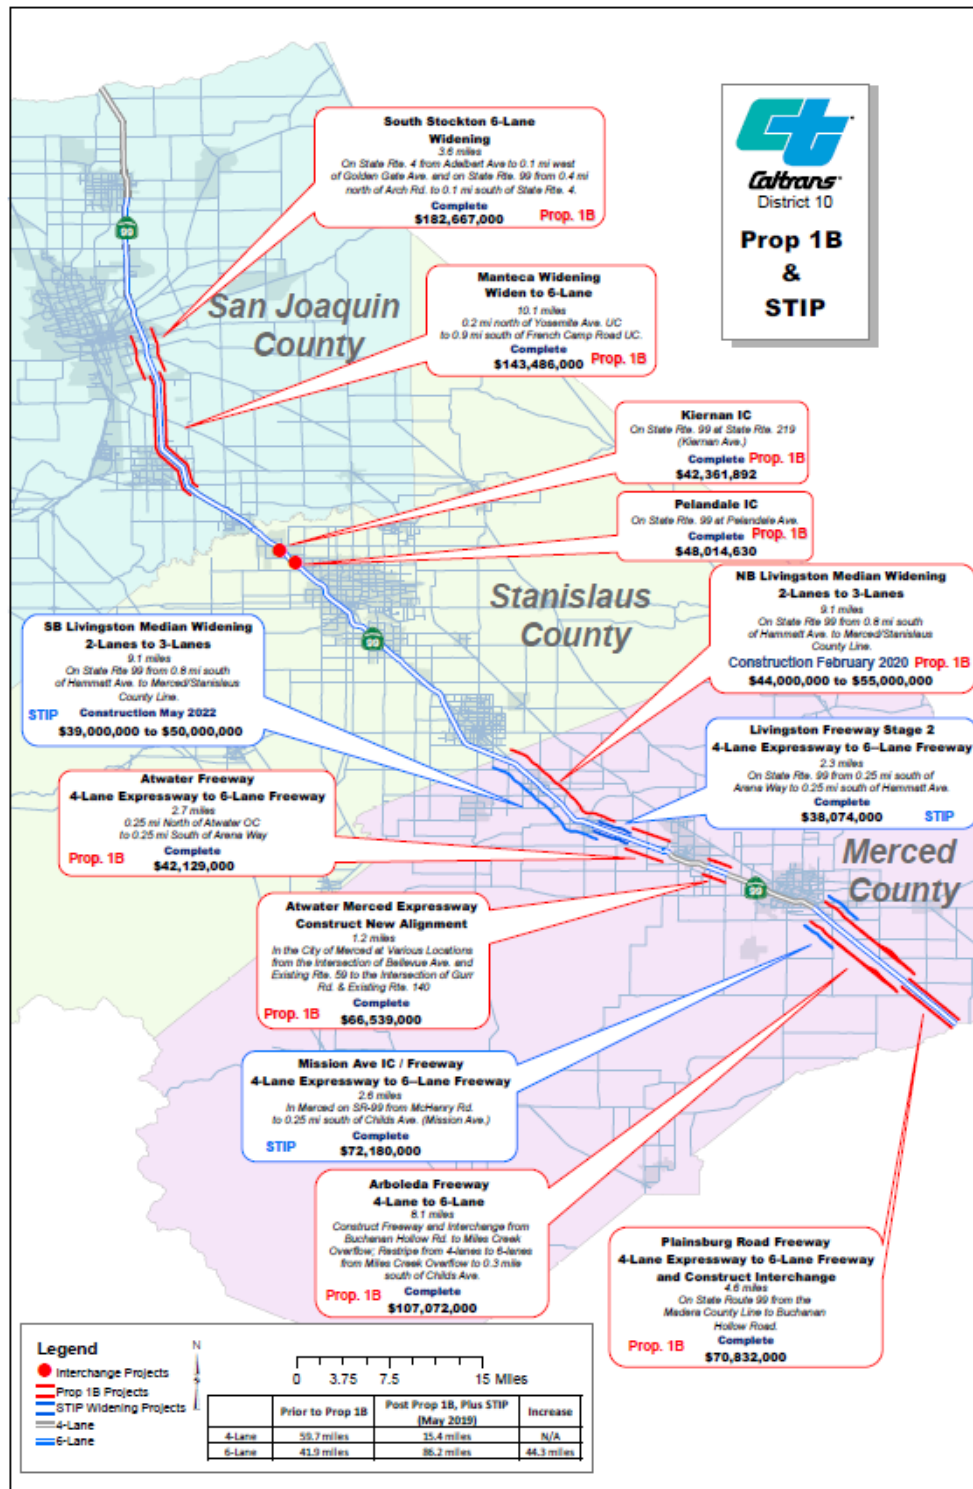 Caltrans
District 10
Prop 1B
&
STIP
South Stockton 6-Lane
Widening
3.6 miles
On State Rte. 4 from Adelbert Ave to 0.1 mi west
of Golden Gate Ave. and on State Rte. 99 from 0.4 mi
north of Arch Rd. to 0.1 mi south of State Rte. 4.
Complete
$182,667,000 Prop. 1B
99
San Joaquin
County
Manteca Widening
Widen to 6-Lane
10.1 miles
0.2 mi north of Yosemite Ave. UC
to 0.9 mi south of French Camp Road UC.
Complete
$143,486,000 Prop. 1B
Kiernan IC
On State Rte. 99 at State Rte. 219
(Kiernan Ave.)
Complete Prop. 1B
$42,361,892
Pelandale IC
On State Rte. 99 at Pelandale Ave.
Complete Prop. 1B
$48,014,630
Stanislaus
County
99
NB Livingston Median Widening
2-Lanes to 3-Lanes
9.1 miles
On State Rte 99 from 0.8 mi south
of Hammett Ave. to Merced/Stanislaus
County Line.
Construction February 2020 Prop. 1B
$44,000,000 to $55,000,000
SB Livingston Median Widening
2-Lanes to 3-Lanes
9.1 miles
On State Rte 99 from 0.8 mi south
of Hammett Ave. to Merced/Stanislaus
County Line.
STIP Construction May 2022
$39,000,000 to $50,000,000
Livingston Freeway Stage 2
4-Lane Expressway to 6--Lane Freeway
2.3 miles
On State Rte. 99 from 0.25 mi south of
Arena Way to 0.25 mi south of Hammett Ave.
Complete
$38,074,000 STIP
Atwater Freeway
4-Lane Expressway to 6-Lane Freeway
2.7 miles
0.25 mi North of Atwater OC
to 0.25 mi South of Arena Way
Complete
Prop. 1B $42,129,000
Merced
County
99
Atwater Merced Expressway
Construct New Alignment
1.2 miles
In the City of Merced at Various Locations
from the Intersection of Bellevue Ave. and
Existing Rte. 59 to the Intersection of Gurr
Rd. & Existing Rte. 140
Complete
Prop. 1B $66,539,000
Mission Ave IC / Freeway
4-Lane Expressway to 6--Lane Freeway
2.6 miles
In Merced on SR-99 from McHenry Rd.
to 0.25 mi south of Childs Ave. (Mission Ave.)
Complete
STIP $72,180,000
Arboleda Freeway
4-Lane to 6-Lane
8.1 miles
Construct Freeway and Interchange from
Buchanan Hollow Rd. to Miles Creek
Overflow; Restripe from 4-lanes to 6-lanes
from Miles Creek Overflow to 0.3 mile
south of Childs Ave.
Prop. 1B Complete
$107,072,000
Plainsburg Road Freeway
4-Lane Expressway to 6-Lane Freeway
and Construct Interchange
4.6 miles
On State Route 99 from the
Madera County Line to Buchanan
Hollow Road.
Prop. 1B Complete
$70,832,000
Legend
Interchange Projects
Prop 1B Projects
STIP Widening Projects
4-Lane
6-Lane
N
0 3.75 7.5 15 Miles
Prior to Prop 1B Post Prop 1B, Plus STIP (May 2019) Increase
4-Lane 59.7 miles 15.4 miles N/A
6-Lane 41.9 miles 86.2 miles 44.3 miles